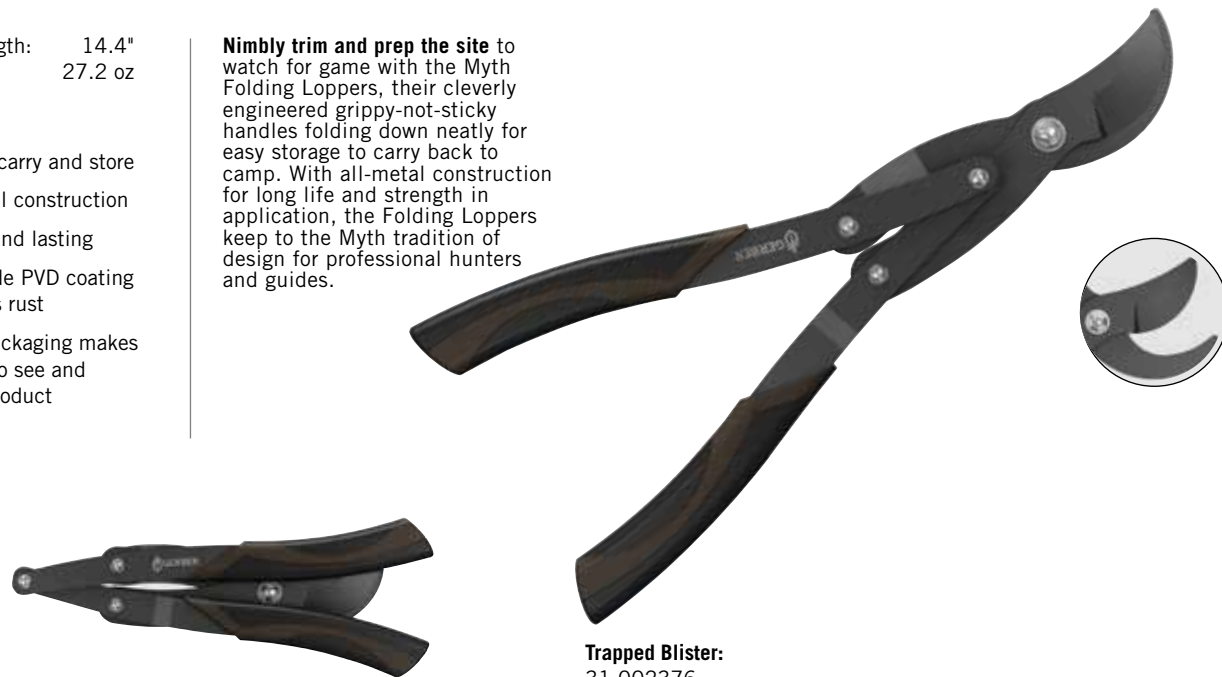 gth: 14.4"
27.2 oz
carry and store
l construction
nd lasting
le PVD coating
s rust
ckaging makes
o see and
oduct
Nimbly trim and prep the site to
watch for game with the Myth
Folding Loppers, their cleverly
engineered grippy-not-sticky
handles folding down neatly for
easy storage to carry back to
camp. With all-metal construction
for long life and strength in
application, the Folding Loppers
keep to the Myth tradition of
design for professional hunters
and guides.
GERBER
GERBER
Trapped Blister:
31-002376